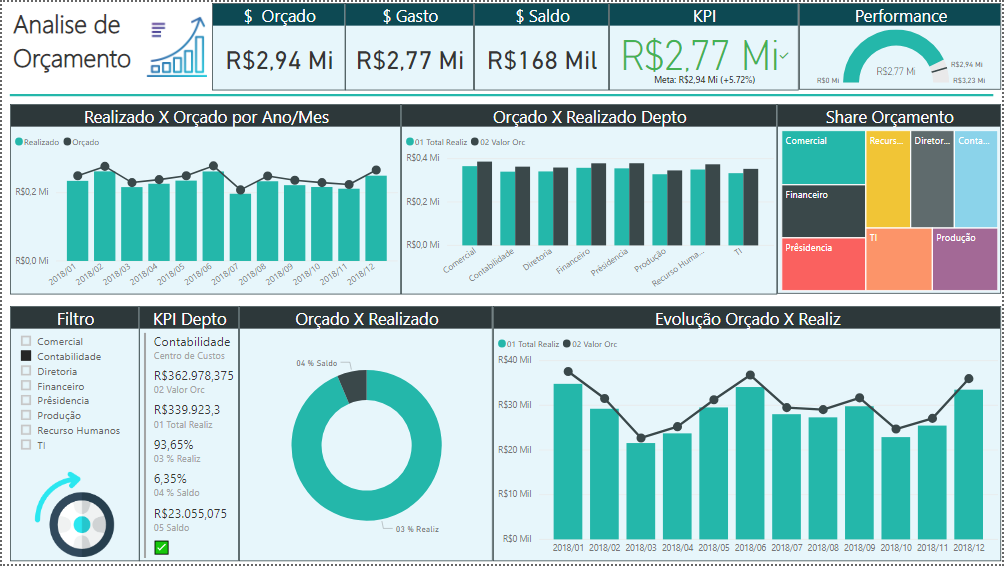 Analise de
Orçamento
$ Orçado
R$2,94 Mi
$ Gasto
R$2,77 Mi
$ Saldo
R$168 Mil
KPI
R$2,77 Mi
Meta: R$2,94 Mi (+5.72%)
Performance
R$2,77 Mi
R$0 Mi
R$2,94 Mi
R$3,23 Mi
Realizado X Orçado por Ano/Mes
Realizado Orçado
R$0,2 Mi
R$0,0 Mi
2018/01 2018/02 2018/03 2018/04 2018/05 2018/06 2018/07 2018/08 2018/09 2018/10 2018/11 2018/12
Orçado X Realizado Depto
01 Total Realiz 02 Valor Orc
R$0,4 Mi
R$0,2 Mi
R$0,0 Mi
Comercial Contabilidade Diretoria Financeiro Prêsidencia Produção Recurso Huma... TI
Share Orçamento
Comercial
Recurs...
Diretor...
Conta...
Financeiro
Prêsidencia
TI
Produção
Filtro
Comercial
Contabilidade
Diretoria
Financeiro
Prêsidencia
Produção
Recurso Humanos
TI
KPI Depto
Contabilidade
Centro de Custos
R$362.978,375
02 Valor Orc
R$339.923,3
01 Total Realiz
93,65%
03 % Realiz
6,35%
04 % Saldo
R$23.055,075
05 Saldo
Orçado X Realizado
04 % Saldo
03 % Realiz
Evolução Orçado X Realiz
01 Total Realiz 02 Valor Orc
R$40 Mil
R$30 Mil
R$20 Mil
R$10 Mil
R$0 Mil
2018/01 2018/02 2018/03 2018/04 2018/05 2018/06 2018/07 2018/08 2018/09 2018/10 2018/11 2018/12